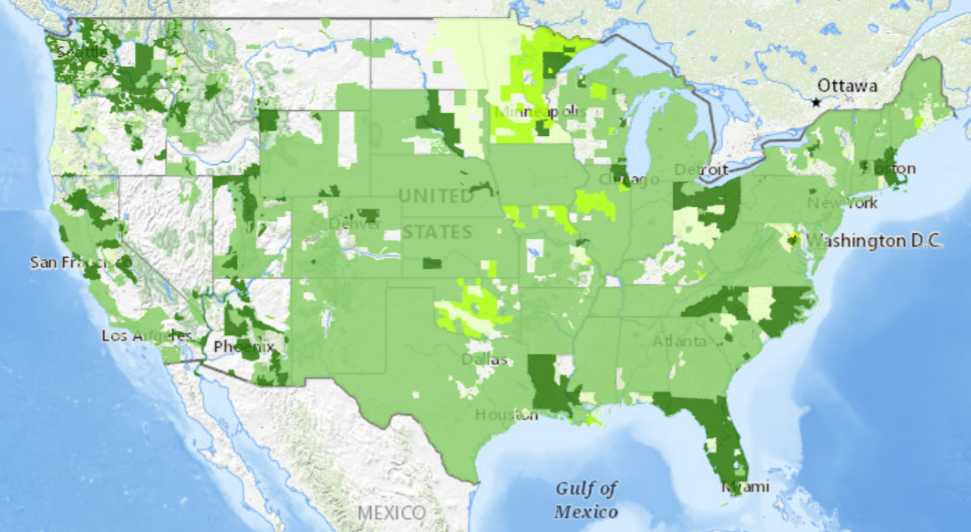 Seattle
Minneapolis
Ottawa
Detroit
Boston
Chicago
UNITED
STATES
New York
Denver
Washington D.C.
San Francisco
Los Angeles
Phoenix
Atlanta
Dallas
Houston
Miami
Gulf of
Mexico
MEXICO